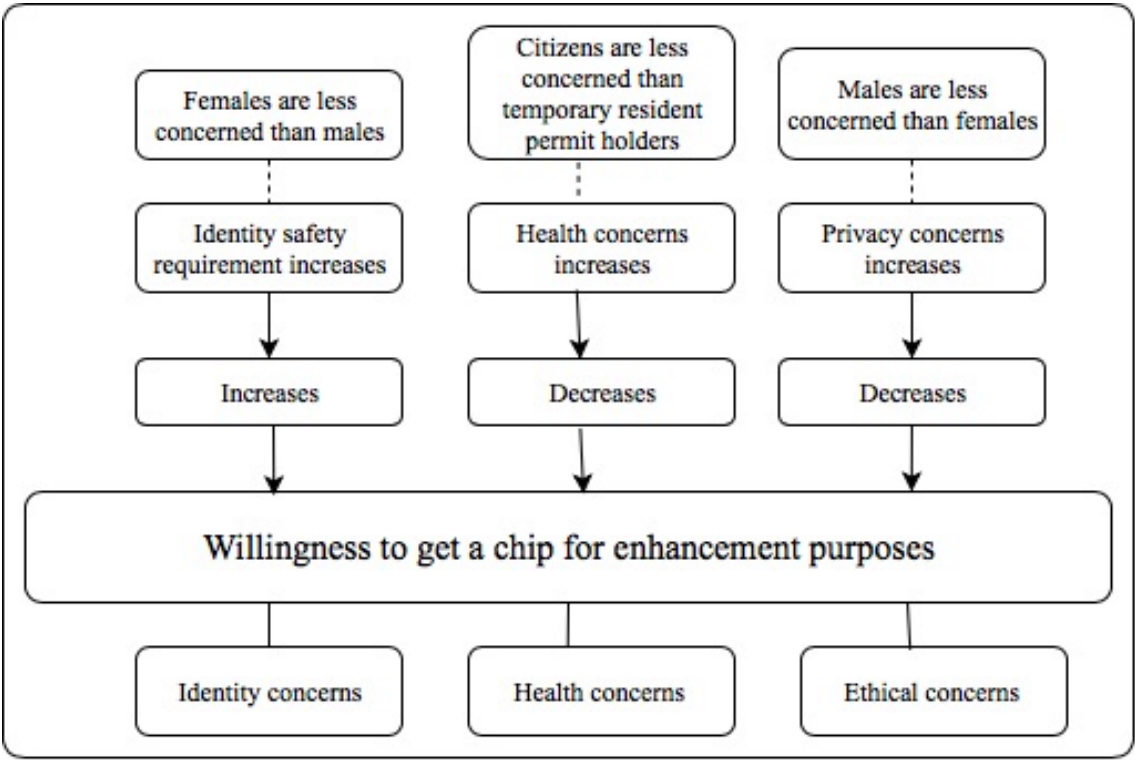 Females are less
concerned than males
Citizens are less
concerned than
temporary resident
permit holders
Males are less
concerned than females
Identity safety
requirement increases
Health concerns
increases
Privacy concerns
increases
Increases
Decreases
Decreases
Willingness to get a chip for enhancement purposes
Identity concerns
Health concerns
Ethical concerns